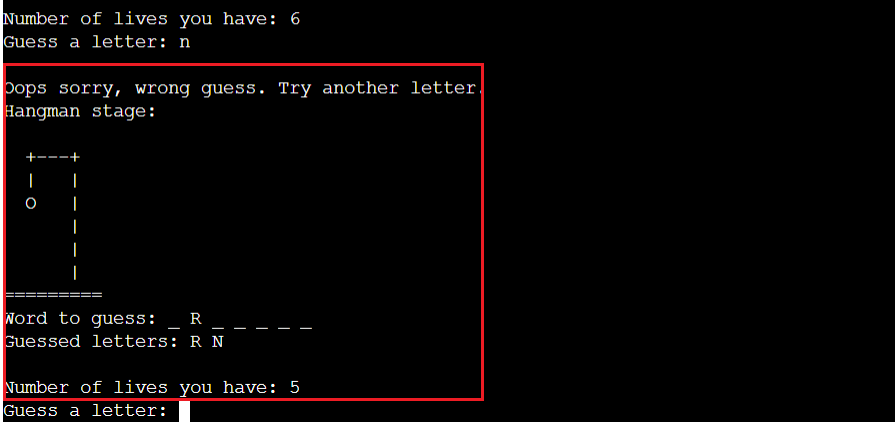 Number of lives you have: 6
Guess a letter: n
Oops sorry, wrong guess. Try another letter.
Hangman stage:
+---+
|   |
O   |
|
|
|
=========
Word to guess: _ R _ _ _ _ _
Guessed letters: R N
Number of lives you have: 5
Guess a letter: